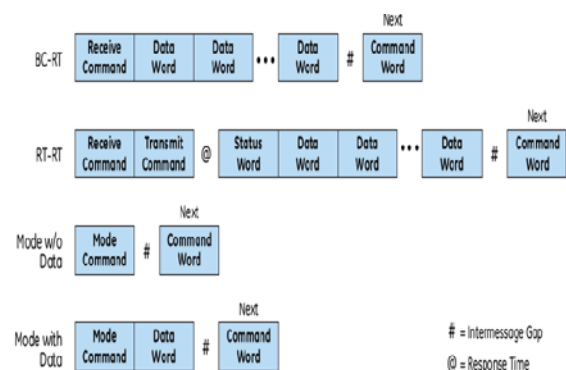 Next
BC-RT Receive Command Data Word Data Word ••• Data Word # Command Word
Next
RT-RT Receive Command Transmit Command @ Status Word Data Word Data Word ••• Data Word # Command Word
Next
Mode w/o Data Mode Command # Command Word
Next
Mode with Data Mode Command Data Word # Command Word
# = Intermessage Gap
@ = Response Time